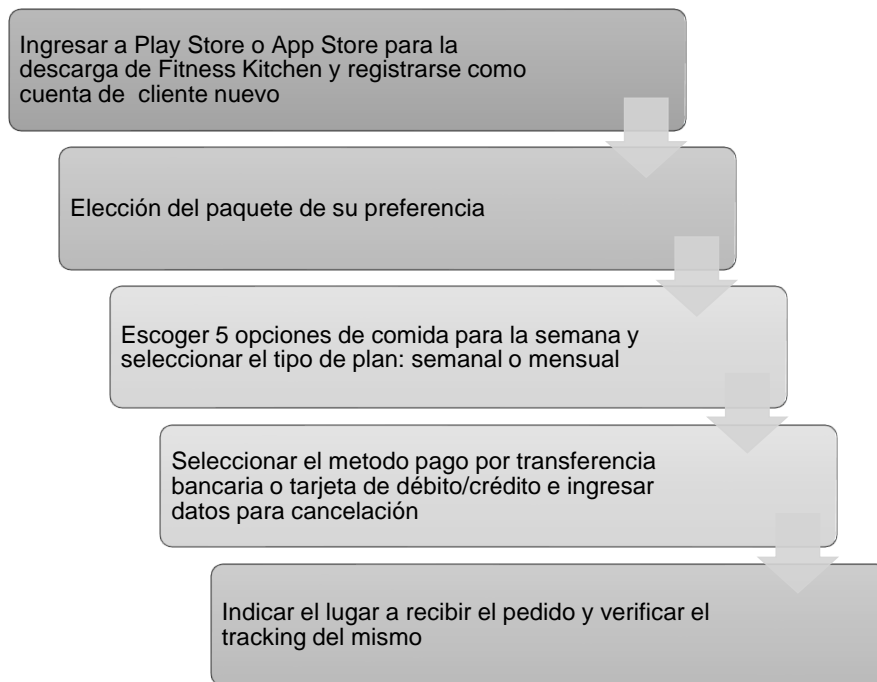 Ingresar a Play Store o App Store para la
descarga de Fitness Kitchen y registrarse como
cuenta de cliente nuevo
Elección del paquete de su preferencia
Escoger 5 opciones de comida para la semana y
seleccionar el tipo de plan: semanal o mensual
Seleccionar el metodo pago por transferencia
bancaria o tarjeta de débito/crédito e ingresar
datos para cancelación
Indicar el lugar a recibir el pedido y verificar el
tracking del mismo